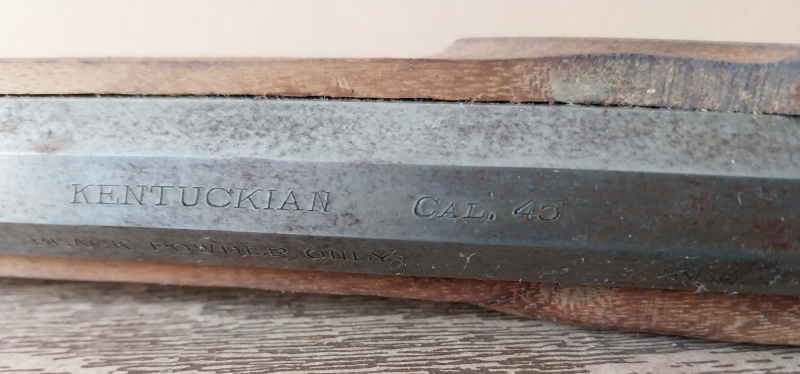 KENTUCKIAN CAL. 45
BLACK POWDER ONLY